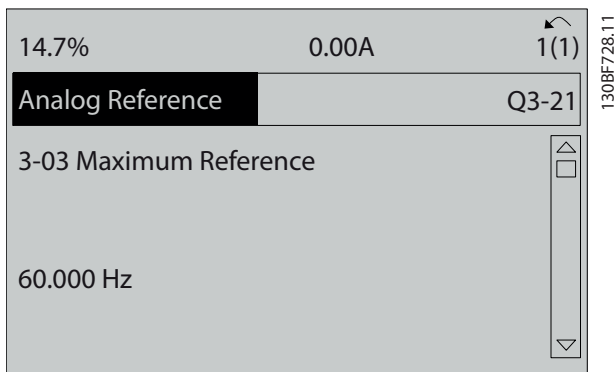 14.7% 0.00A 1(1)
Analog Reference Q3-21
3-03 Maximum Reference
60.000 Hz
130BF728.11